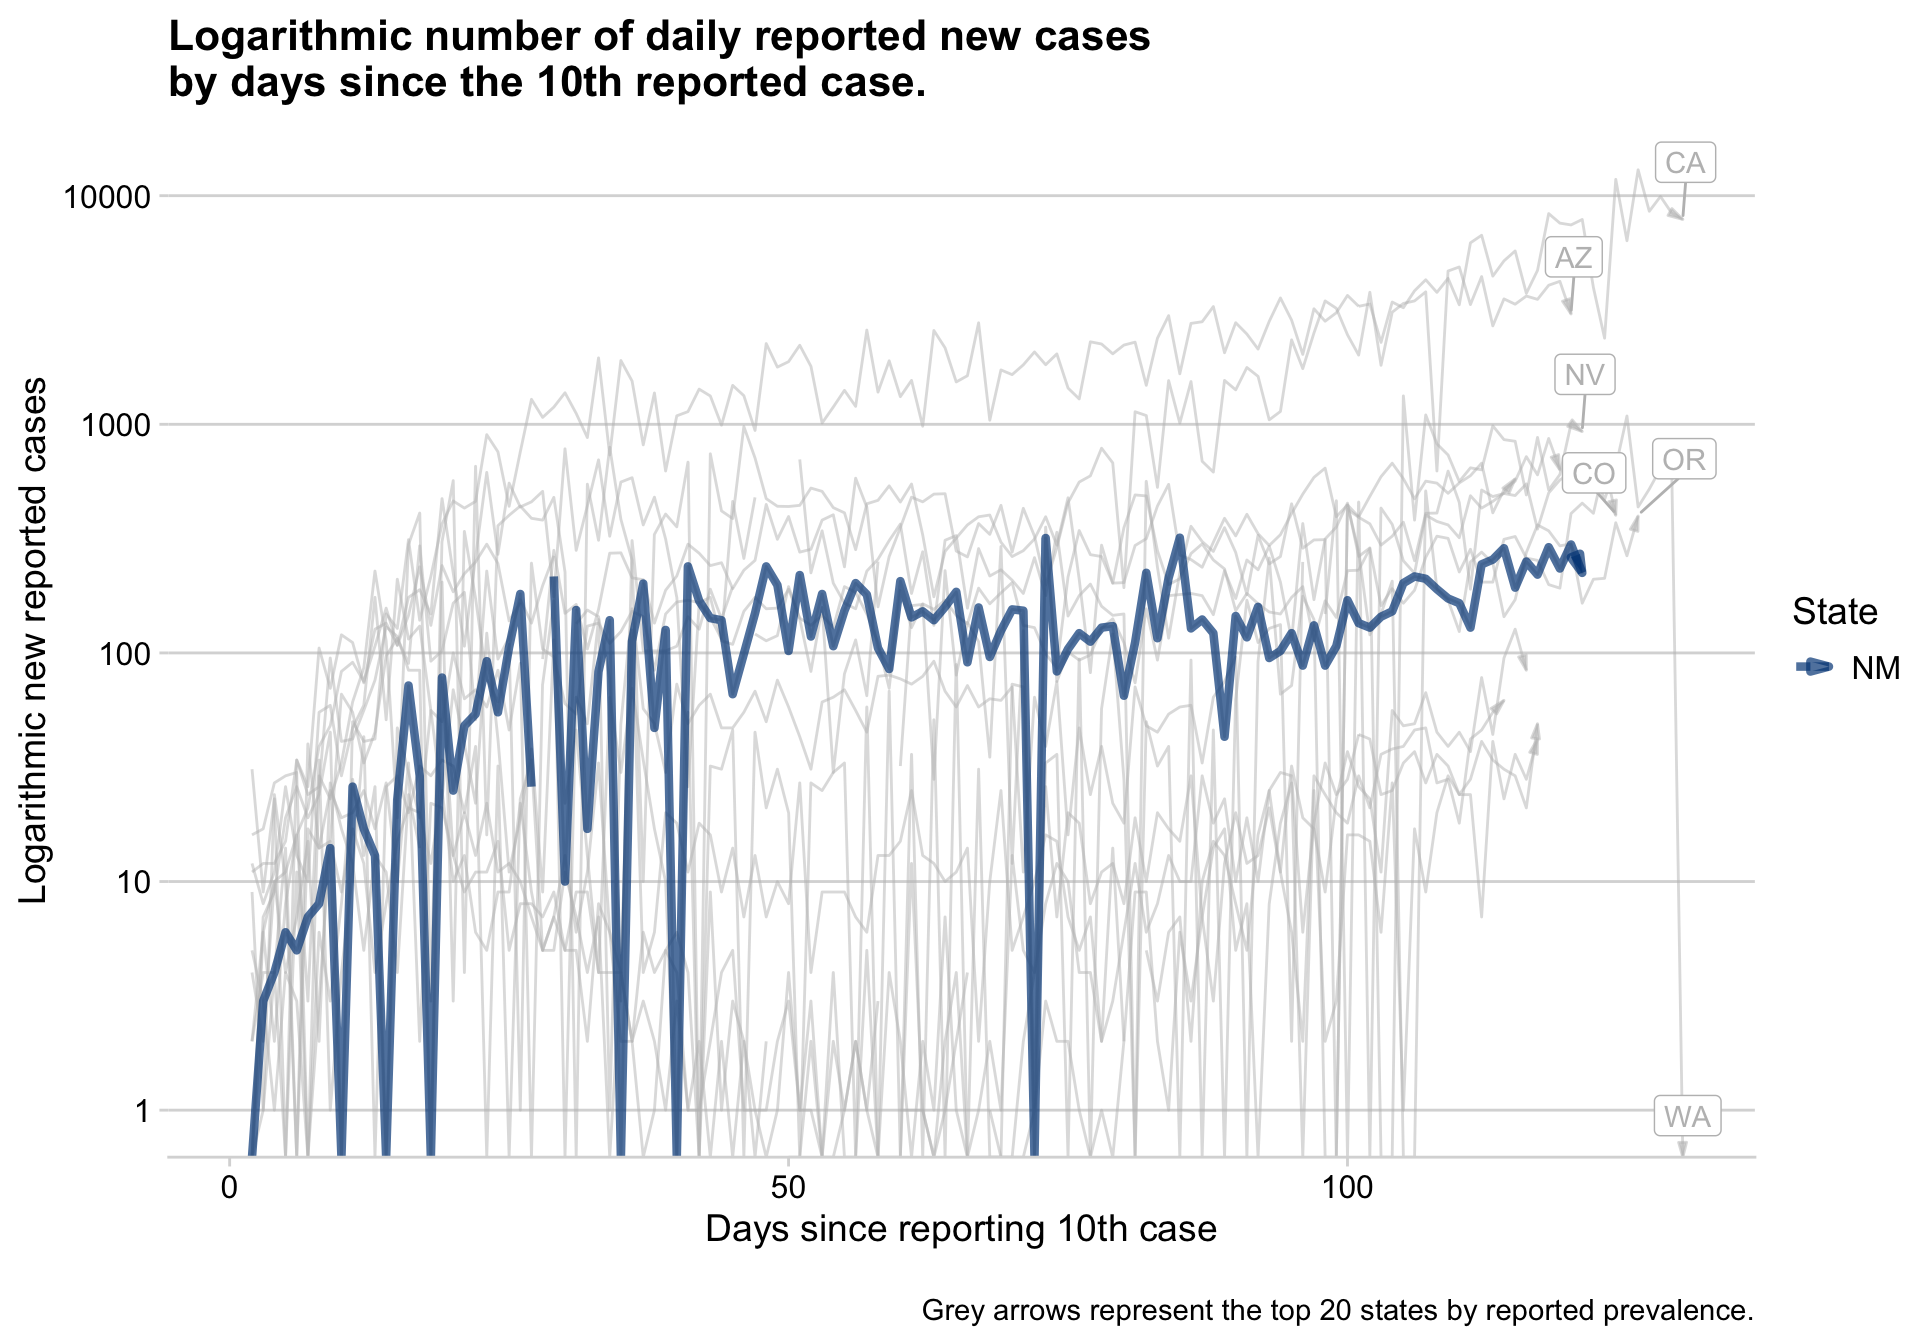 Logarithmic number of daily reported new cases
by days since the 10th reported case.
Logarithmic new reported cases
10000
1000
100
10
1
CA
AZ
NV
CO
OR
WA
State
NM
0
50
100
Days since reporting 10th case
Grey arrows represent the top 20 states by reported prevalence.